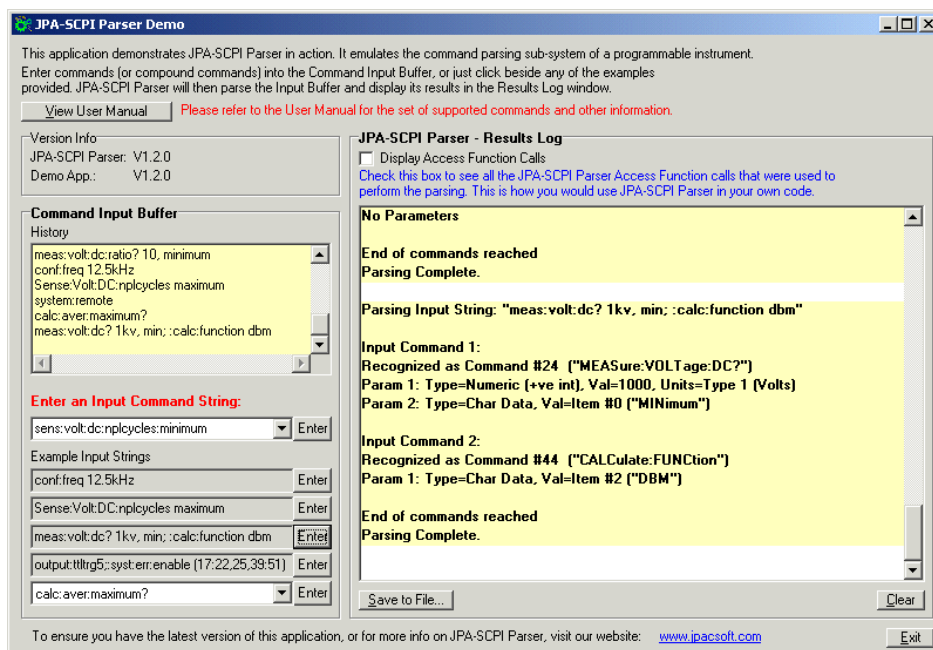 JPA-SCPI Parser Demo
This application demonstrates JPA-SCPI Parser in action. It emulates the command parsing sub-system of a programmable instrument.
Enter commands (or compound commands) into the Command Input Buffer, or just click beside any of the examples
provided. JPA-SCPI Parser will then parse the Input Buffer and display its results in the Results Log window.
View User Manual
Please refer to the User Manual for the set of supported commands and other information.
Version Info
JPA-SCPI Parser: V1.2.0
Demo App.: V1.2.0
Command Input Buffer
History
meas:volt:dc:ratio? 10, minimum
conf:freq 12.5kHz
Sense:Volt:DC:nplcycles maximum
system:remote
calc:aver:maximum?
meas:volt:dc? 1kv, min; :calc:function dbm
Enter an Input Command String:
sens:volt:dc:nplcycles:minimum
Enter
Example Input Strings
conf:freq 12.5kHz
Enter
Sense:Volt:DC:nplcycles maximum
Enter
meas:volt:dc? 1kv, min; :calc:function dbm
Enter
output:ttltrg5;:syst:err:enable (17:22,25,39:51)
Enter
calc:aver:maximum?
Enter
JPA-SCPI Parser - Results Log
Display Access Function Calls
Check this box to see all the JPA-SCPI Parser Access Function calls that were used to
perform the parsing. This is how you would use JPA-SCPI Parser in your own code.
No Parameters
End of commands reached
Parsing Complete.
Parsing Input String: "meas:volt:dc? 1kv, min; :calc:function dbm"
Input Command 1:
Recognized as Command #24 ("MEASure:VOLTage:DC?")
Param 1: Type=Numeric (+ve int), Val=1000, Units=Type 1 (Volts)
Param 2: Type=Char Data, Val=Item #0 ("MINimum")
Input Command 2:
Recognized as Command #44 ("CALCulate:FUNCtion")
Param 1: Type=Char Data, Val=Item #2 ("DBM")
End of commands reached
Parsing Complete.
Save to File...
Clear
To ensure you have the latest version of this application, or for more info on JPA-SCPI Parser, visit our website: www.jpacsoft.com
Exit